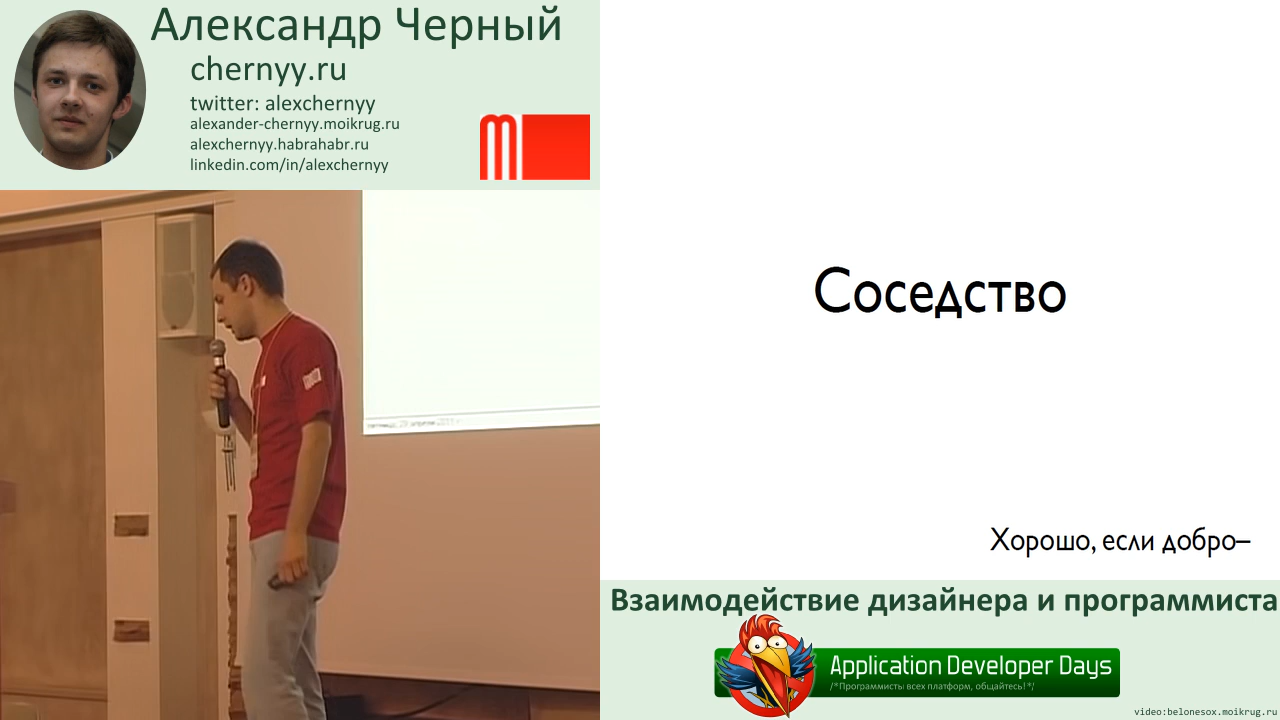 Александр Черный
chernyy.ru
twitter: alexchernyy
alexander-chernyy.moikrug.ru
alexchernyy.habrahabr.ru
linkedin.com/in/alexchernyy
Соседство
Хорошо, если добро–
Взаимодействие дизайнера и программиста
Application Developer Days
/*Программисты всех платформ, общайтесь!*/
video:belonesox.moikrug.ru